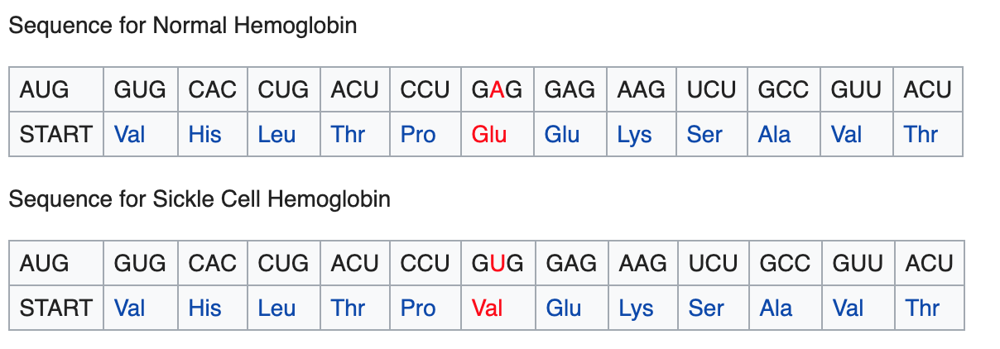 Sequence for Normal Hemoglobin
AUG GUG CAC CUG ACU CCU GAG GAG AAG UCU GCC GUU ACU
START Val His Leu Thr Pro Glu Glu Lys Ser Ala Val Thr
Sequence for Sickle Cell Hemoglobin
AUG GUG CAC CUG ACU CCU GUG GAG AAG UCU GCC GUU ACU
START Val His Leu Thr Pro Val Glu Lys Ser Ala Val Thr